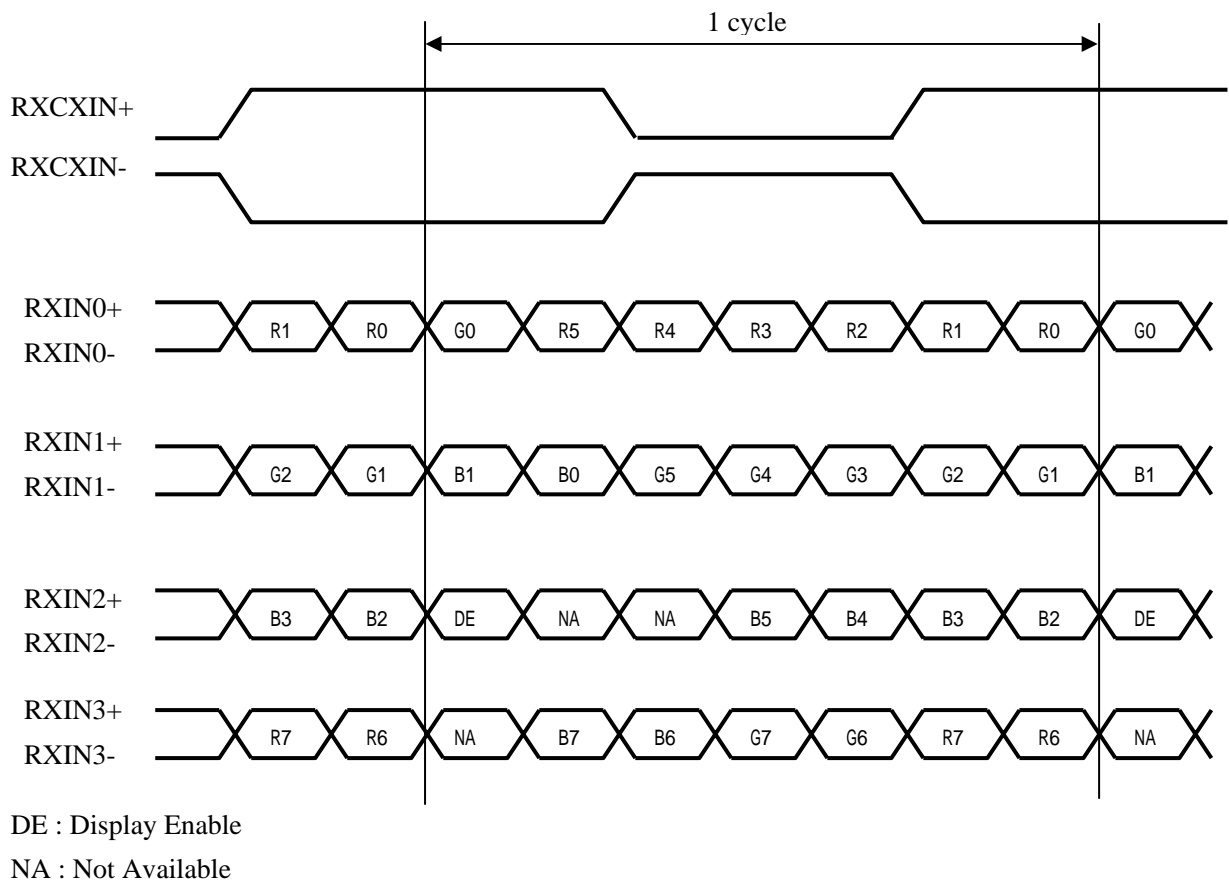 1 cycle
RXCXIN+
RXCXIN-
RXIN0+
R1 R0 G0 R5 R4 R3 R2 R1 R0 G0
RXIN0-
RXIN1+
G2 G1 B1 B0 G5 G4 G3 G2 G1 B1
RXIN1-
RXIN2+
B3 B2 DE NA NA B5 B4 B3 B2 DE
RXIN2-
RXIN3+
R7 R6 NA B7 B6 G7 G6 R7 R6 NA
RXIN3-
DE : Display Enable
NA : Not Available